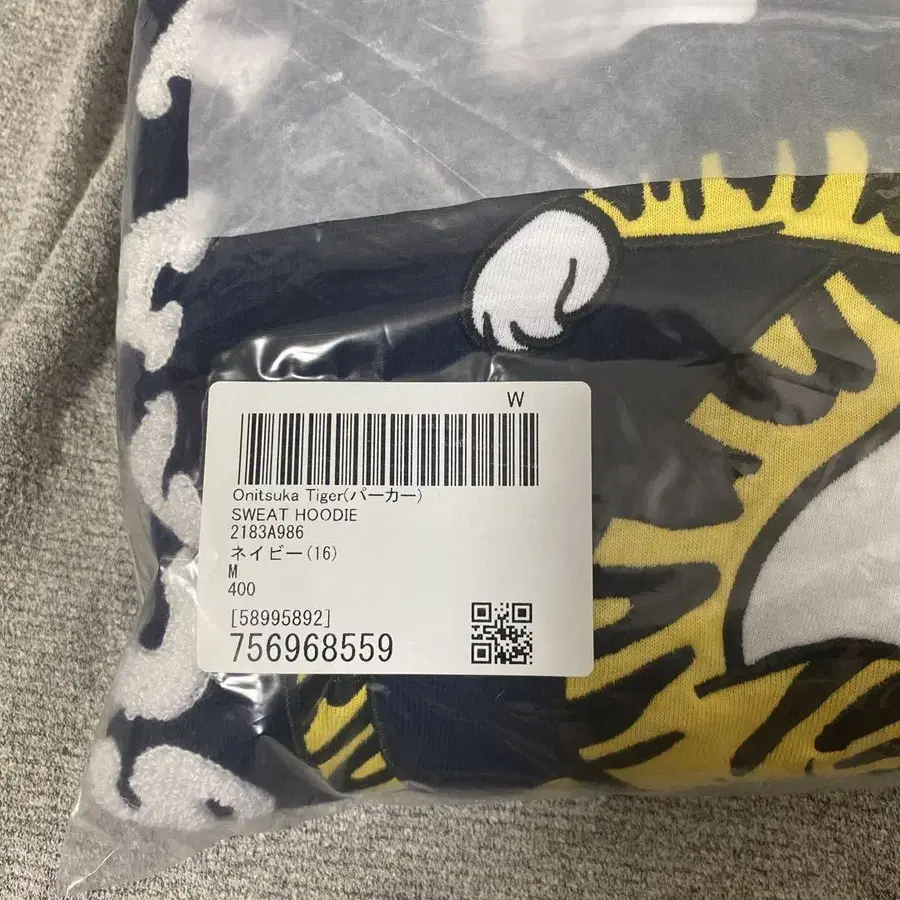 W
Onitsuka Tiger(パーカー)
SWEAT HOODIE
2183A986
ネイビー(16)
M
400
[58995892]
756968559